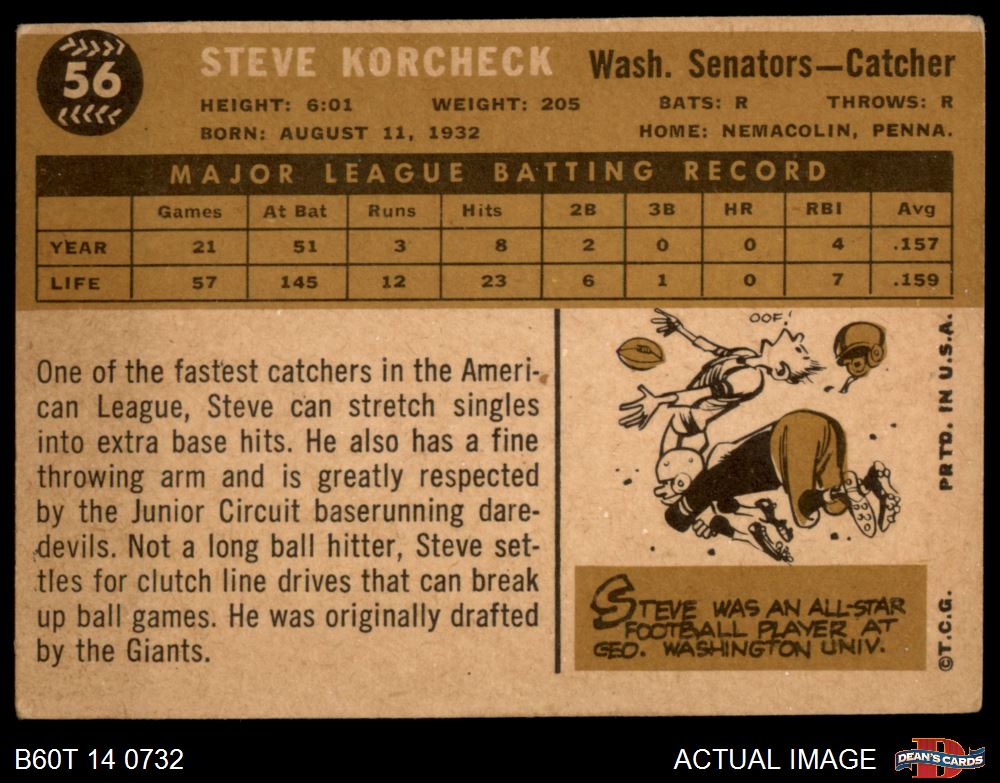 56
STEVE KORCHECK Wash. Senators—Catcher
HEIGHT: 6:01 WEIGHT: 205 BATS: R THROWS: R
BORN: AUGUST 11, 1932 HOME: NEMACOLIN, PENNA.
MAJOR LEAGUE BATTING RECORD
Games At Bat Runs Hits 2B 3B HR RBI Avg
YEAR 21 51 3 8 2 0 0 4 .157
LIFE 57 145 12 23 6 1 0 7 .159
One of the fastest catchers in the Ameri-
can League, Steve can stretch singles
into extra base hits. He also has a fine
throwing arm and is greatly respected
by the Junior Circuit baserunning dare-
devils. Not a long ball hitter, Steve set-
tles for clutch line drives that can break
up ball games. He was originally drafted
by the Giants.
OOF!
STEVE WAS AN ALL-STAR
FOOTBALL PLAYER AT
GEO. WASHINGTON UNIV.
©T.C.G. PRTD. IN U.S.A.
B60T 14 0732 ACTUAL IMAGE DEAN'S CARDS